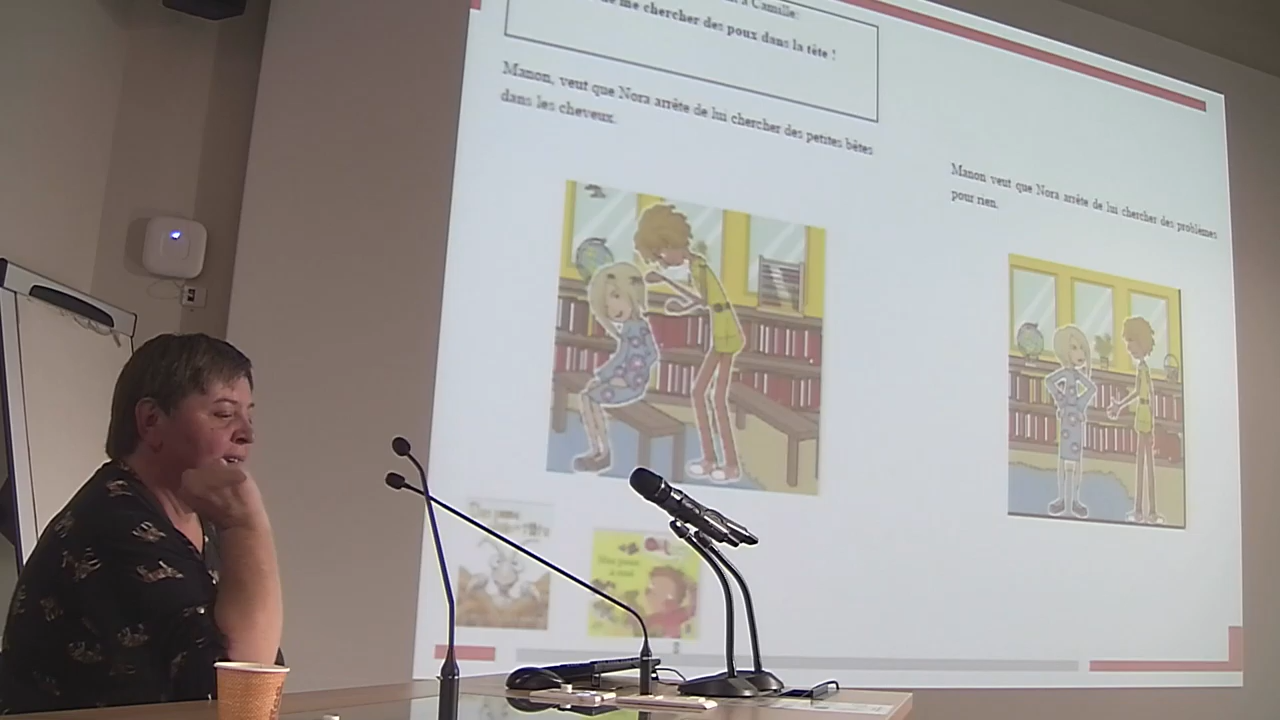 à Camille:
me chercher des poux dans la tête !
Manon, veut que Nora arrête de lui chercher des petites bêtes
dans les cheveux.
Manon veut que Nora arrête de lui chercher des problèmes
pour rien.